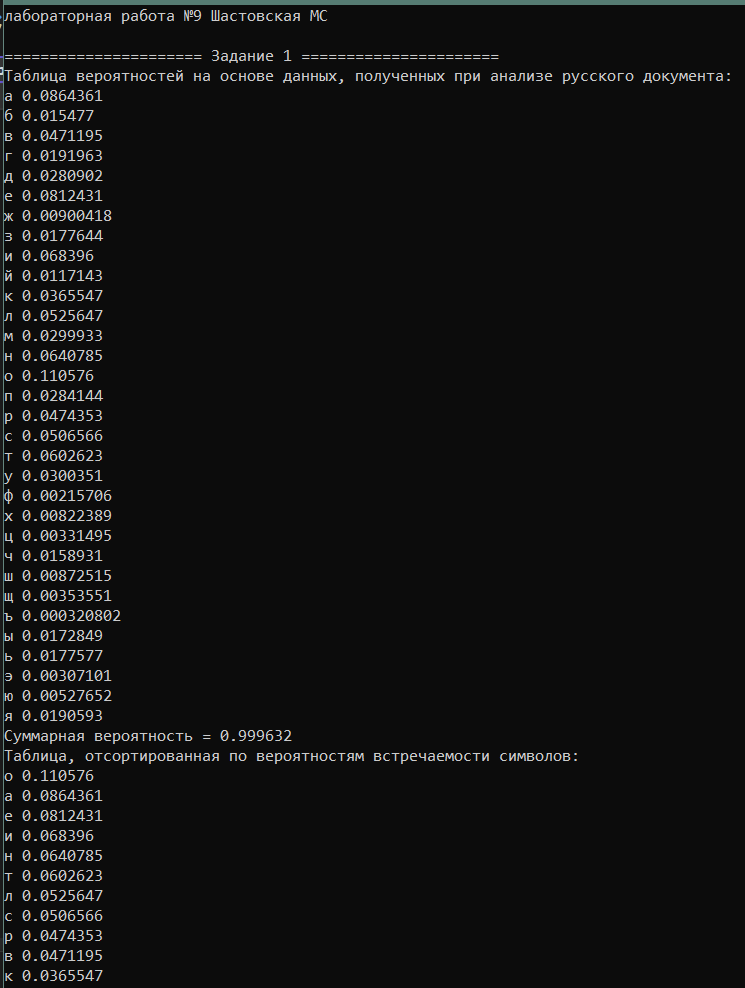 лабораторная работа №9 Шастовская МС
====================== Задание 1 ======================
Таблица вероятностей на основе данных, полученных при анализе русского документа:
а 0.0864361
б 0.015477
в 0.0471195
г 0.0191963
д 0.0280902
е 0.0812431
ж 0.00900418
з 0.0177644
и 0.068396
й 0.0117143
к 0.0365547
л 0.0525647
м 0.0299933
н 0.0640785
о 0.110576
п 0.0284144
р 0.0474353
с 0.0506566
т 0.0602623
у 0.0300351
ф 0.00215706
х 0.00822389
ц 0.00331495
ч 0.0158931
ш 0.00872515
щ 0.00353551
ъ 0.000320802
ы 0.0172849
ь 0.0177577
э 0.00307101
ю 0.00527652
я 0.0190593
Суммарная вероятность = 0.999632
Таблица, отсортированная по вероятностям встречаемости символов:
о 0.110576
а 0.0864361
е 0.0812431
и 0.068396
н 0.0640785
т 0.0602623
л 0.0525647
с 0.0506566
р 0.0474353
в 0.0471195
к 0.0365547